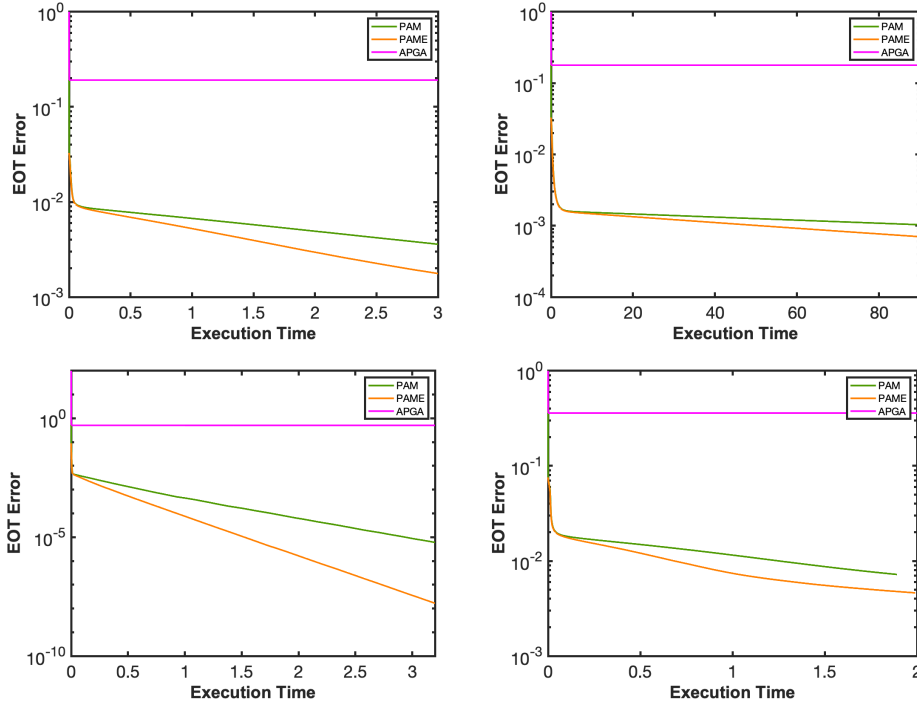 10^0
10^-1
10^-2
10^-3
EOT Error
0 0.5 1 1.5 2 2.5 3
Execution Time
PAM
PAME
APGA
10^0
10^-1
10^-2
10^-3
10^-4
EOT Error
0 20 40 60 80
Execution Time
PAM
PAME
APGA
10^0
10^-5
10^-10
EOT Error
0 0.5 1 1.5 2 2.5 3
Execution Time
PAM
PAME
APGA
10^0
10^-1
10^-2
10^-3
EOT Error
0 0.5 1 1.5 2
Execution Time
PAM
PAME
APGA